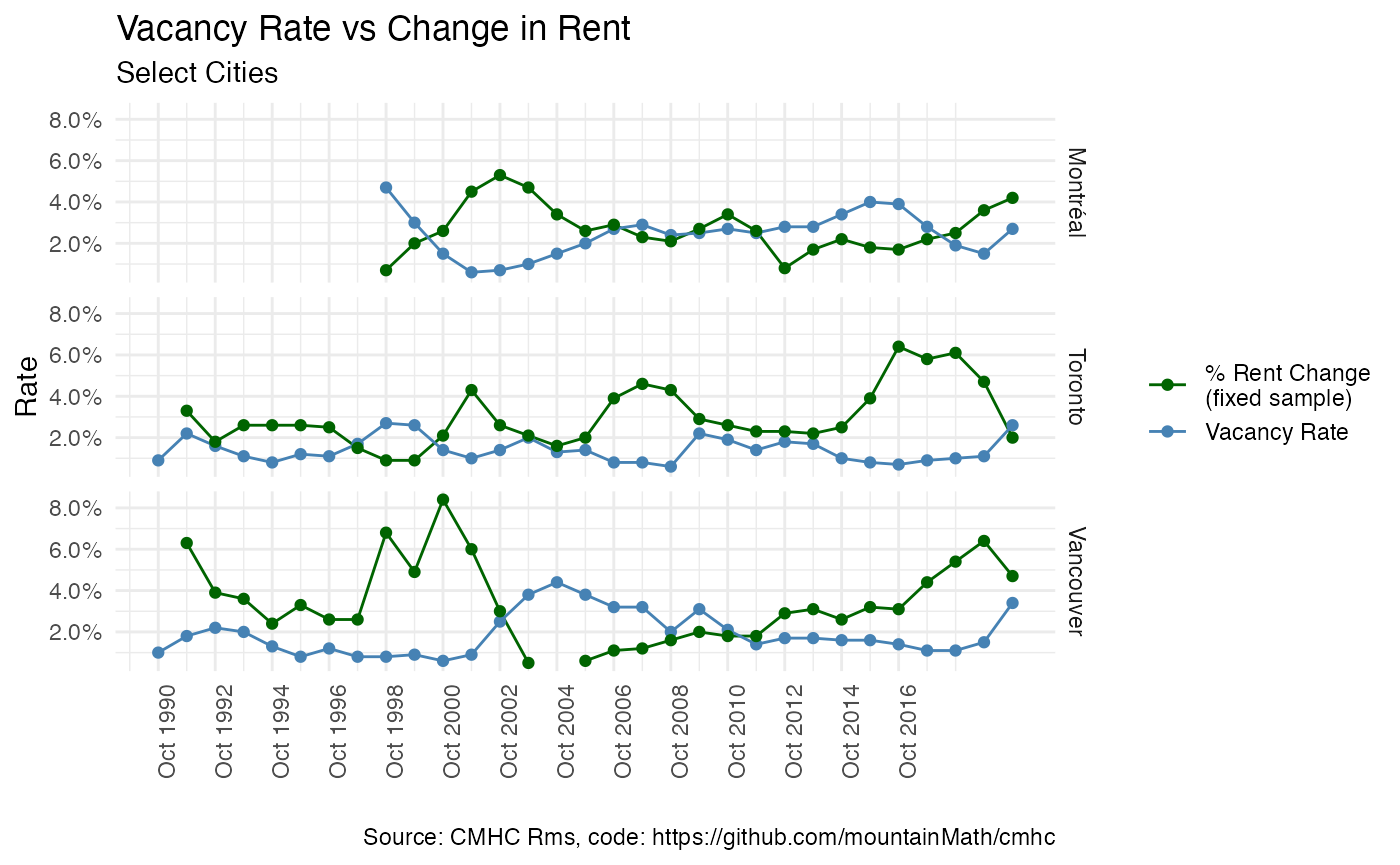 Vacancy Rate vs Change in Rent
Select Cities
8.0%
6.0%
4.0%
2.0%
Montréal
8.0%
6.0%
4.0%
2.0%
Toronto
8.0%
6.0%
4.0%
2.0%
Vancouver
Rate
Oct 1990
Oct 1992
Oct 1994
Oct 1996
Oct 1998
Oct 2000
Oct 2002
Oct 2004
Oct 2006
Oct 2008
Oct 2010
Oct 2012
Oct 2014
Oct 2016
% Rent Change
(fixed sample)
Vacancy Rate
Source: CMHC Rms, code: https://github.com/mountainMath/cmhc